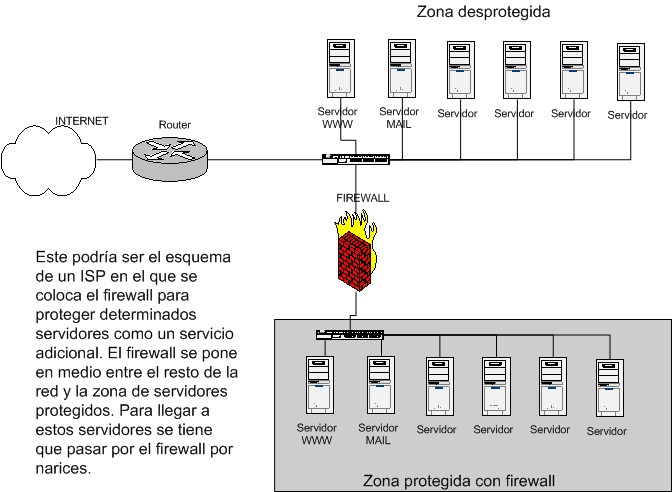 Zona desprotegida
INTERNET
Router
Servidor
WWW
Servidor
MAIL
Servidor
Servidor
Servidor
Servidor
FIREWALL
Este podría ser el esquema
de un ISP en el que se
coloca el firewall para
proteger determinados
servidores como un servicio
adicional. El firewall se pone
en medio entre el resto de la
red y la zona de servidores
protegidos. Para llegar a
estos servidores se tiene
que pasar por el firewall por
narices.
Servidor
WWW
Servidor
MAIL
Servidor
Servidor
Servidor
Servidor
Zona protegida con firewall